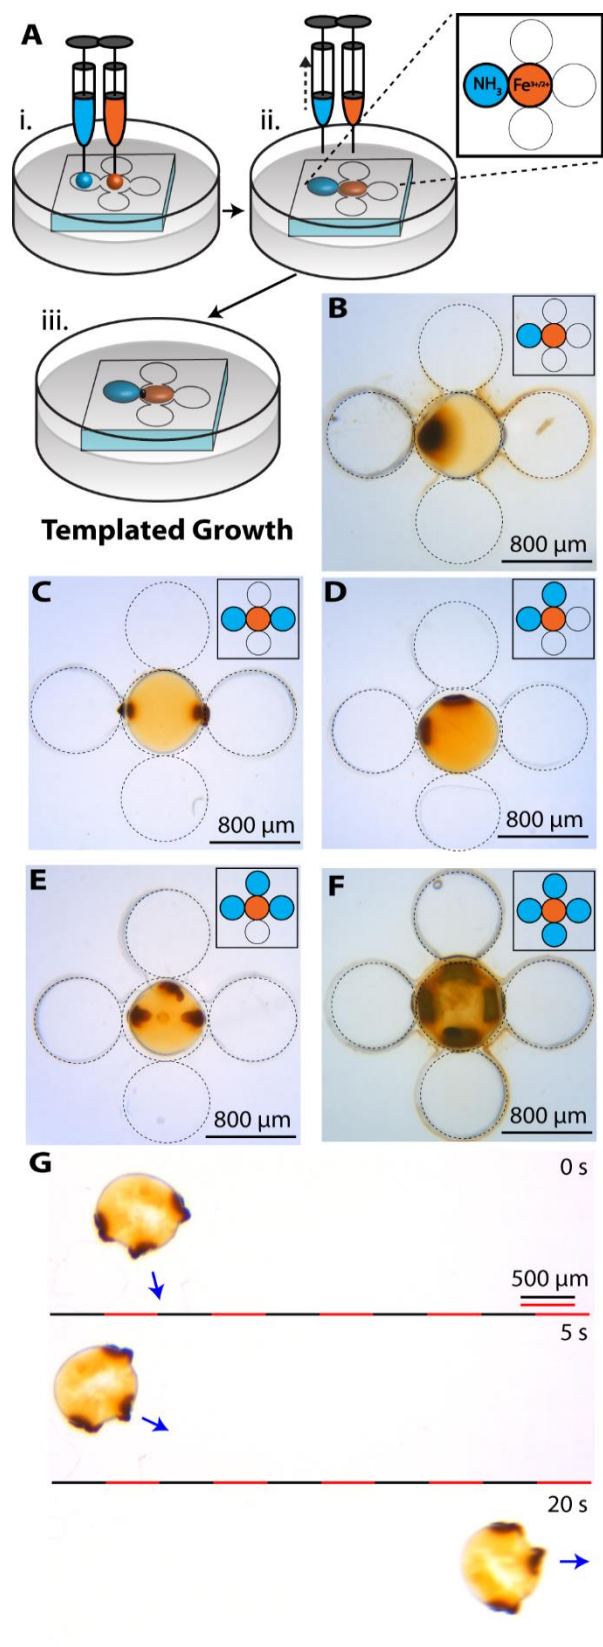 A
i.
ii.
NH3
Fe3+/2+
iii.
Templated Growth
B
800 µm
C
800 µm
D
800 µm
E
800 µm
F
800 µm
G
0 s
500 µm
5 s
20 s